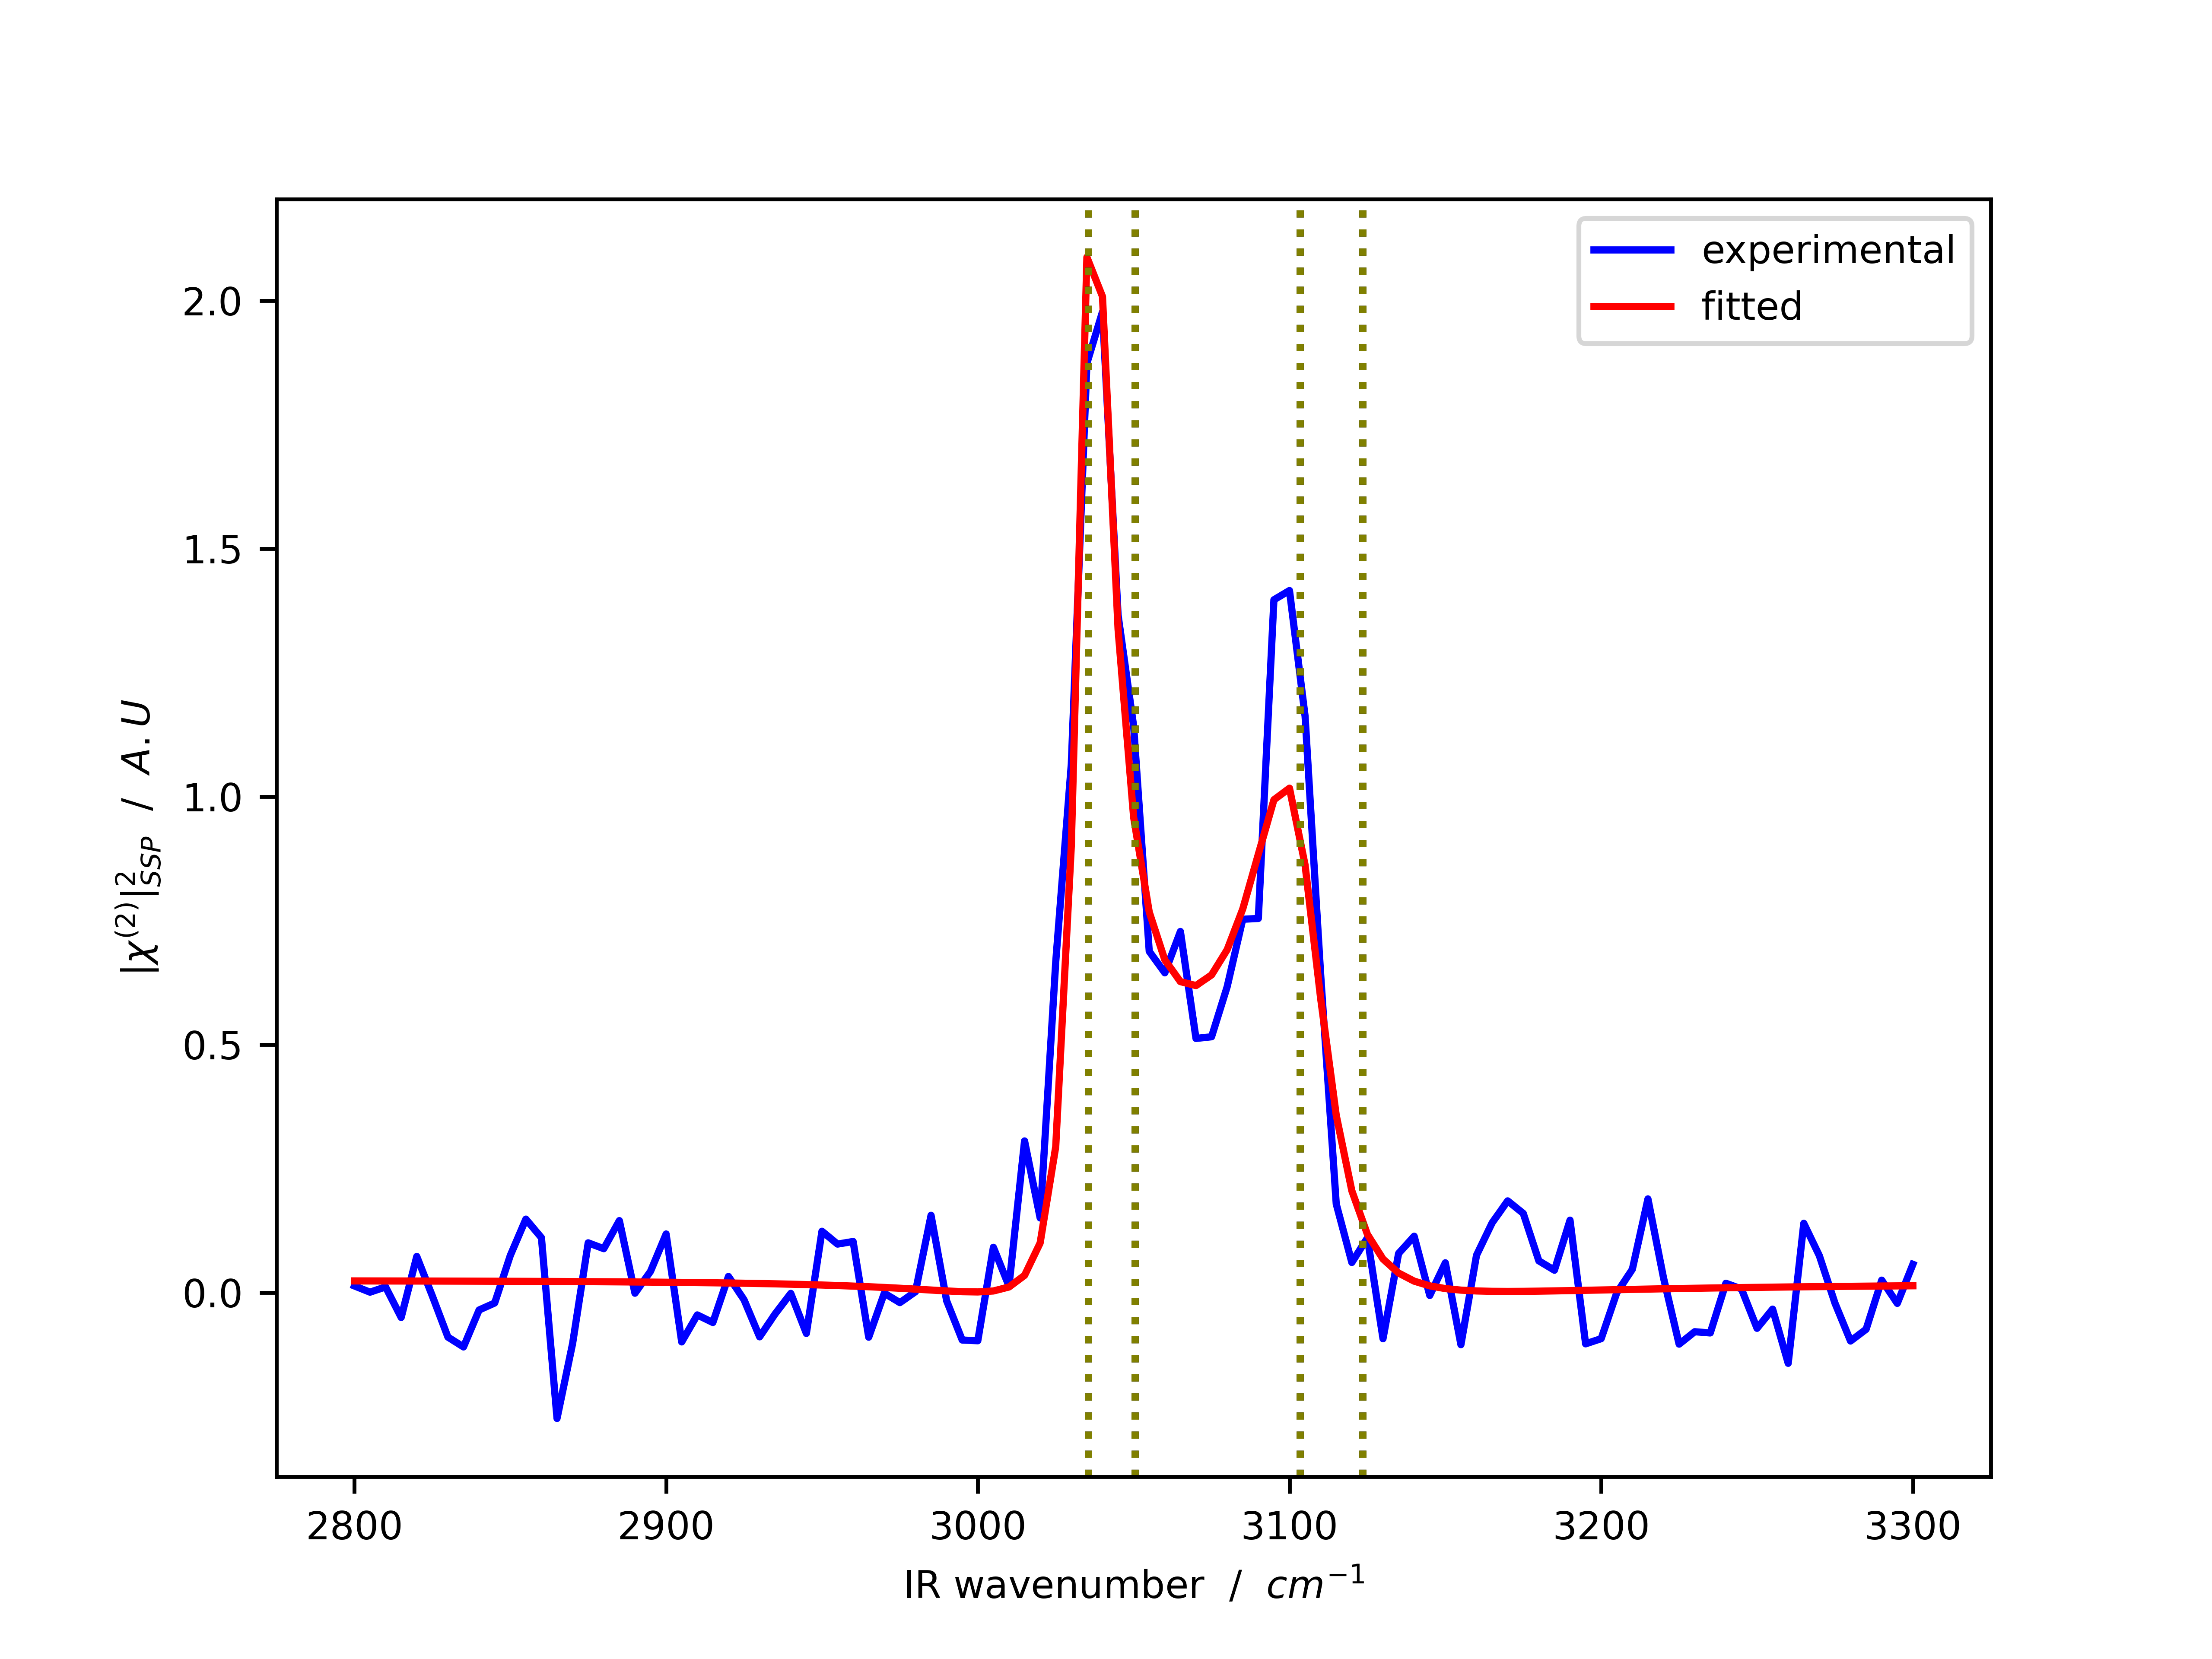 experimental
fitted
2.0
1.5
1.0
0.5
0.0
|χ⁽²⁾|²_SSP / A.U
2800 2900 3000 3100 3200 3300
IR wavenumber / cm⁻¹